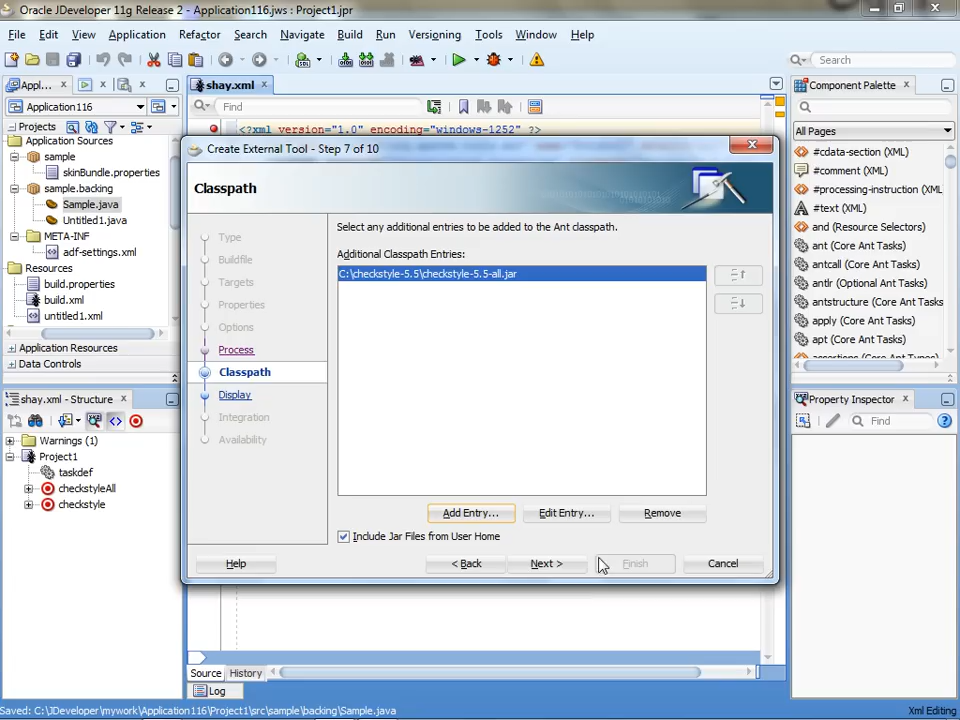 Oracle JDeveloper 11g Release 2 - Application116.jws : Project1.jpr
File Edit View Application Refactor Search Navigate Build Run Versioning Tools Window Help
Search
Appl...
shay.xml
Component Palette
Application116
Find
Projects
<?xml version="1.0" encoding="windows-1252" ?>
All Pages
Application Sources
sample
skinBundle.properties
sample.backing
Sample.java
Untitled1.java
META-INF
adf-settings.xml
Resources
build.properties
build.xml
untitled1.xml
Application Resources
Data Controls
shay.xml - Structure
Warnings (1)
Project1
taskdef
checkstyleAll
checkstyle
Create External Tool - Step 7 of 10
Classpath
Type
Buildfile
Targets
Properties
Options
Process
Classpath
Display
Integration
Availability
Select any additional entries to be added to the Ant classpath.
Additional Classpath Entries:
C:\checkstyle-5.5\checkstyle-5.5-all.jar
Add Entry... Edit Entry... Remove
Include Jar Files from User Home
Help < Back Next > Finish Cancel
#cdata-section (XML)
#comment (XML)
#processing-instruction (XML)
#text (XML)
and (Resource Selectors)
ant (Core Ant Tasks)
antcall (Core Ant Tasks)
antlr (Optional Ant Tasks)
antstructure (Core Ant Tasks)
apply (Core Ant Tasks)
apt (Core Ant Tasks)
assertions (Core Ant Types)
Property Inspector
Find
Source History
Log
Saved: C:\JDeveloper\mywork\Application116\Project1\src\sample\backing\Sample.java
Xml Editing